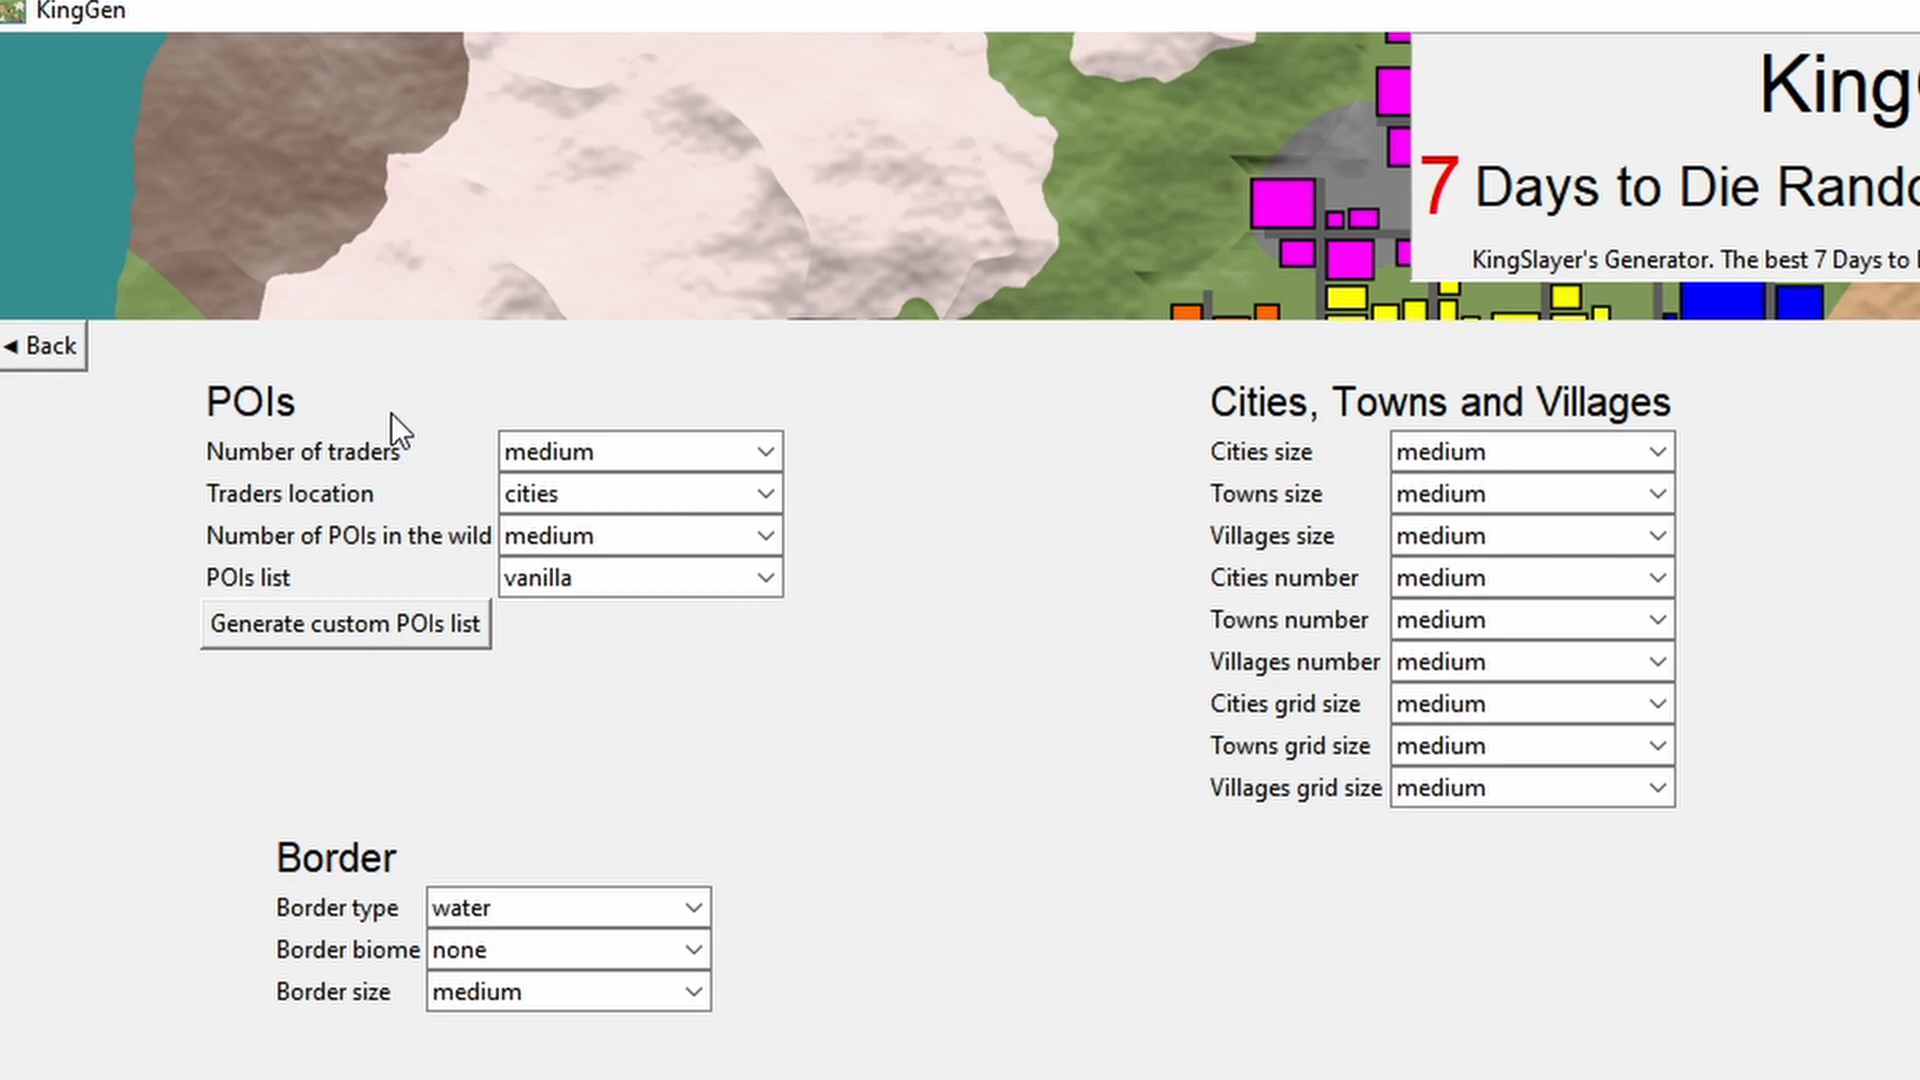 KingGen
King
7 Days to Die Rando
KingSlayer's Generator. The best 7 Days to
◄ Back
POIs
Number of traders medium
Traders location cities
Number of POIs in the wild medium
POIs list vanilla
Generate custom POIs list
Cities, Towns and Villages
Cities size medium
Towns size medium
Villages size medium
Cities number medium
Towns number medium
Villages number medium
Cities grid size medium
Towns grid size medium
Villages grid size medium
Border
Border type water
Border biome none
Border size medium